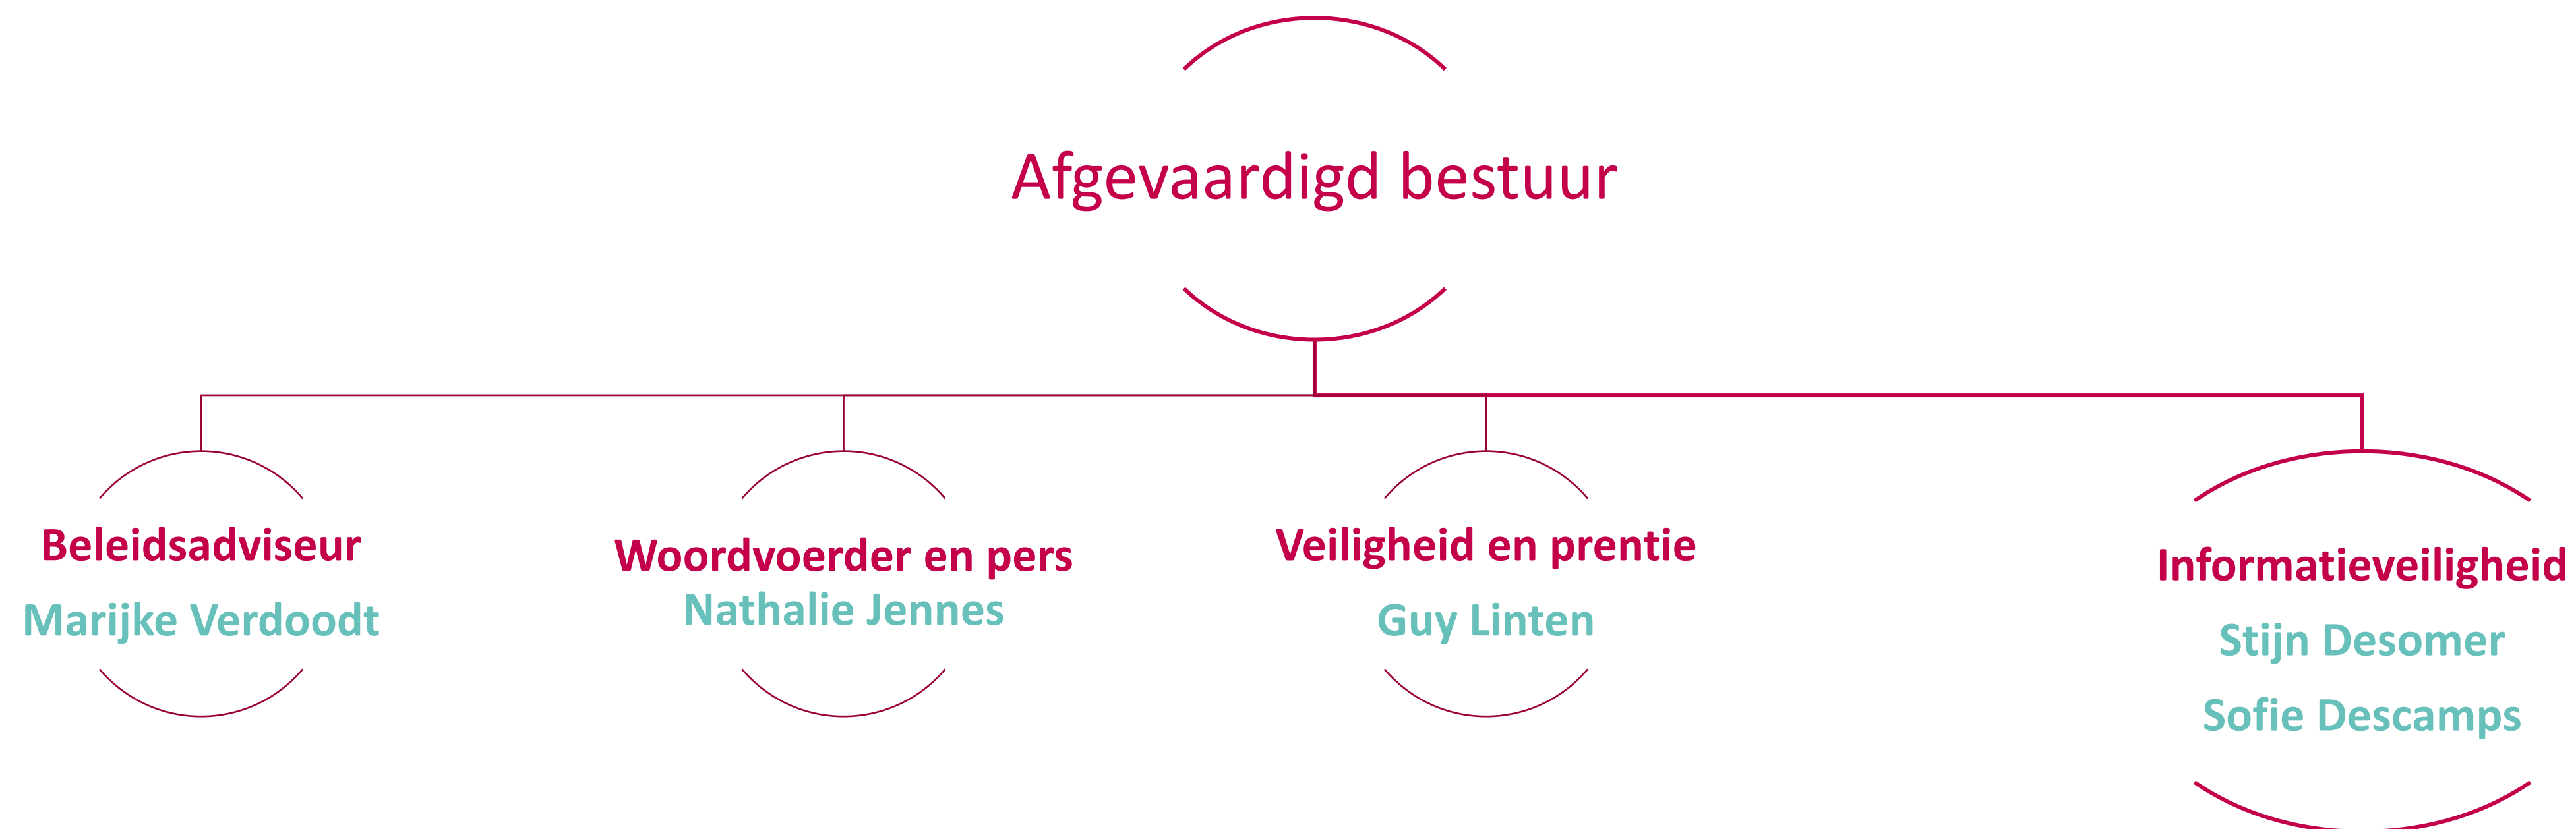 Afgevaardigd bestuur
Beleidsadviseur
Marijke Verdoodt
Woordvoerder en pers
Nathalie Jennes
Veiligheid en prentie
Guy Linten
Informatieveiligheid
Stijn Desomer
Sofie Descamps